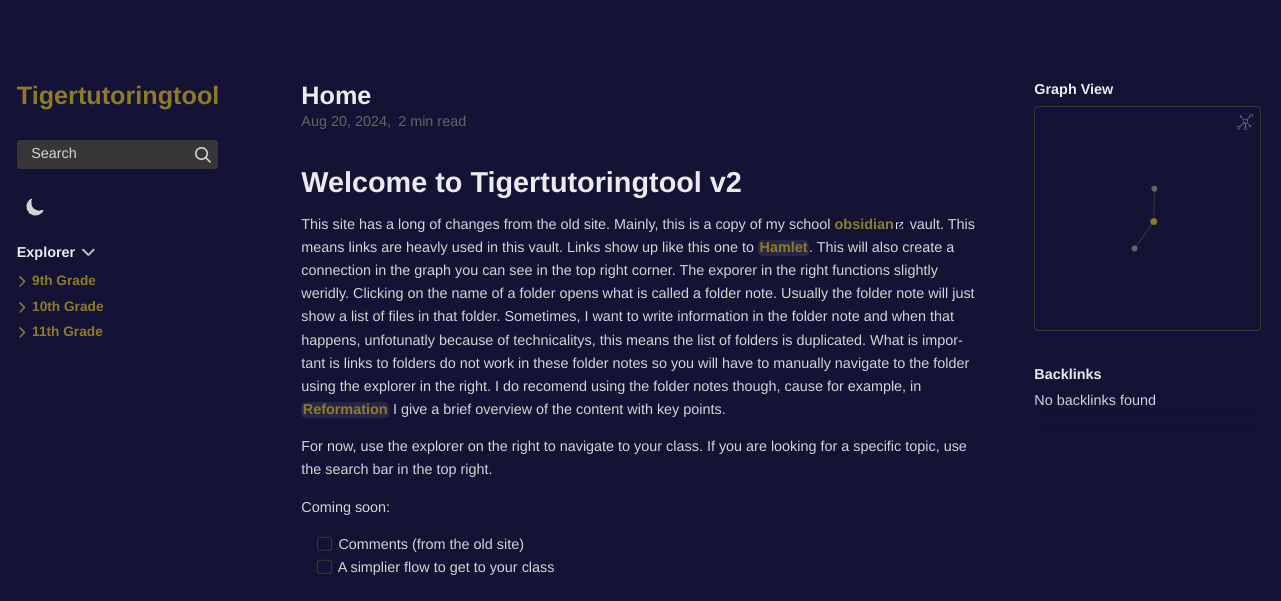 Tigertutoringtool
Search
Explorer
9th Grade
10th Grade
11th Grade
Home
Aug 20, 2024, 2 min read
Welcome to Tigertutoringtool v2
This site has a long of changes from the old site. Mainly, this is a copy of my school obsidian vault. This
means links are heavly used in this vault. Links show up like this one to Hamlet. This will also create a
connection in the graph you can see in the top right corner. The exporer in the right functions slightly
weridly. Clicking on the name of a folder opens what is called a folder note. Usually the folder note will just
show a list of files in that folder. Sometimes, I want to write information in the folder note and when that
happens, unfotunatly because of technicalitys, this means the list of folders is duplicated. What is impor-
tant is links to folders do not work in these folder notes so you will have to manually navigate to the folder
using the explorer in the right. I do recomend using the folder notes though, cause for example, in
Reformation I give a brief overview of the content with key points.
For now, use the explorer on the right to navigate to your class. If you are looking for a specific topic, use
the search bar in the top right.
Coming soon:
Comments (from the old site)
A simplier flow to get to your class
Graph View
Backlinks
No backlinks found